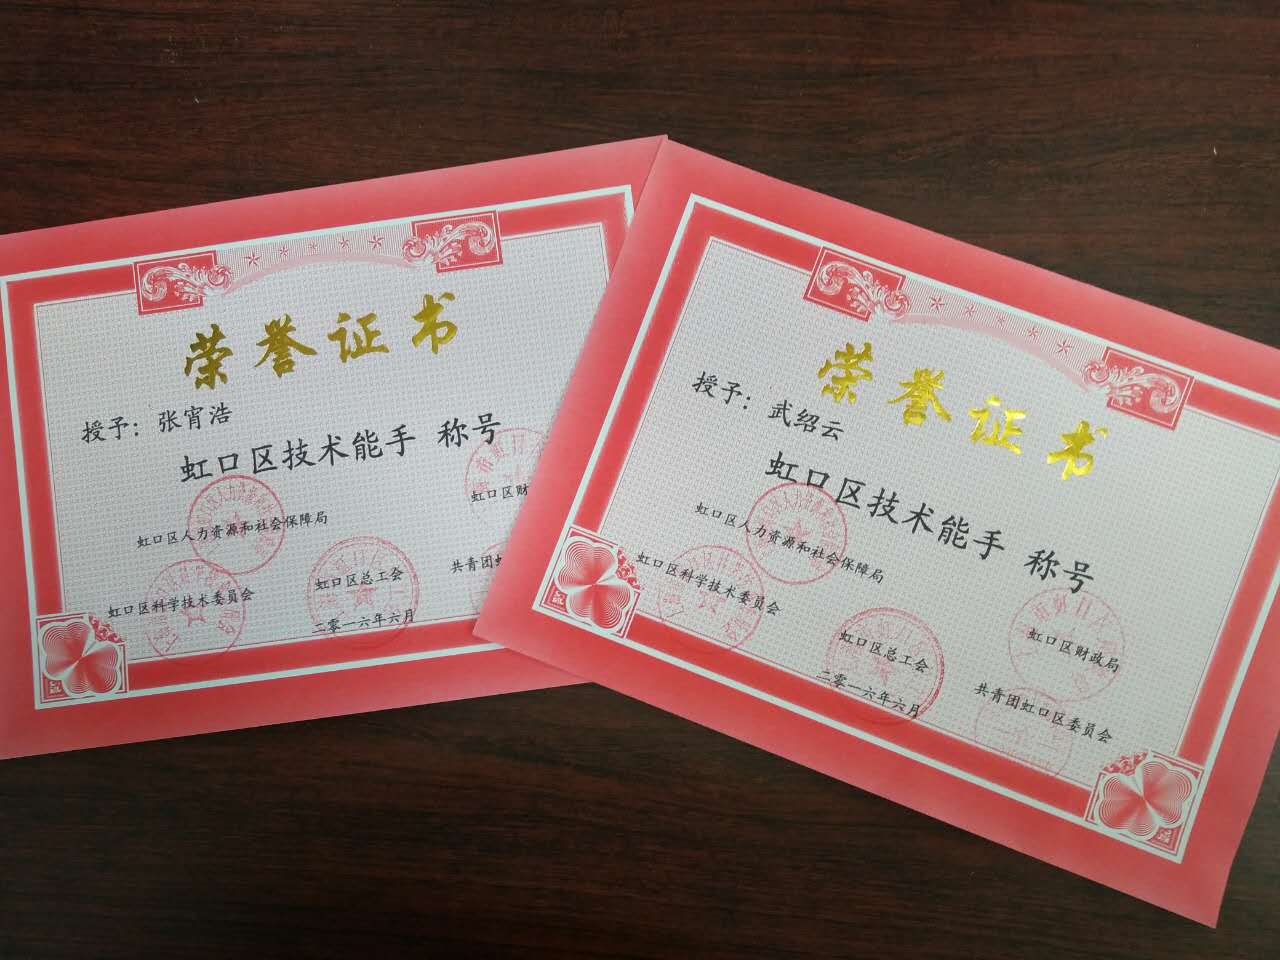 荣誉证书
授予：张宵浩
虹口区技术能手 称号
虹口区人力资源和社会保障局
虹口区财
虹口区科学技术委员会
虹口区总工会
共青团虹
二零一六年六月
荣誉证书
授予：武绍云
虹口区技术能手 称号
虹口区人力资源和社会保障局
虹口区财政局
虹口区科学技术委员会
虹口区总工会
共青团虹口区委员会
二零一六年六月